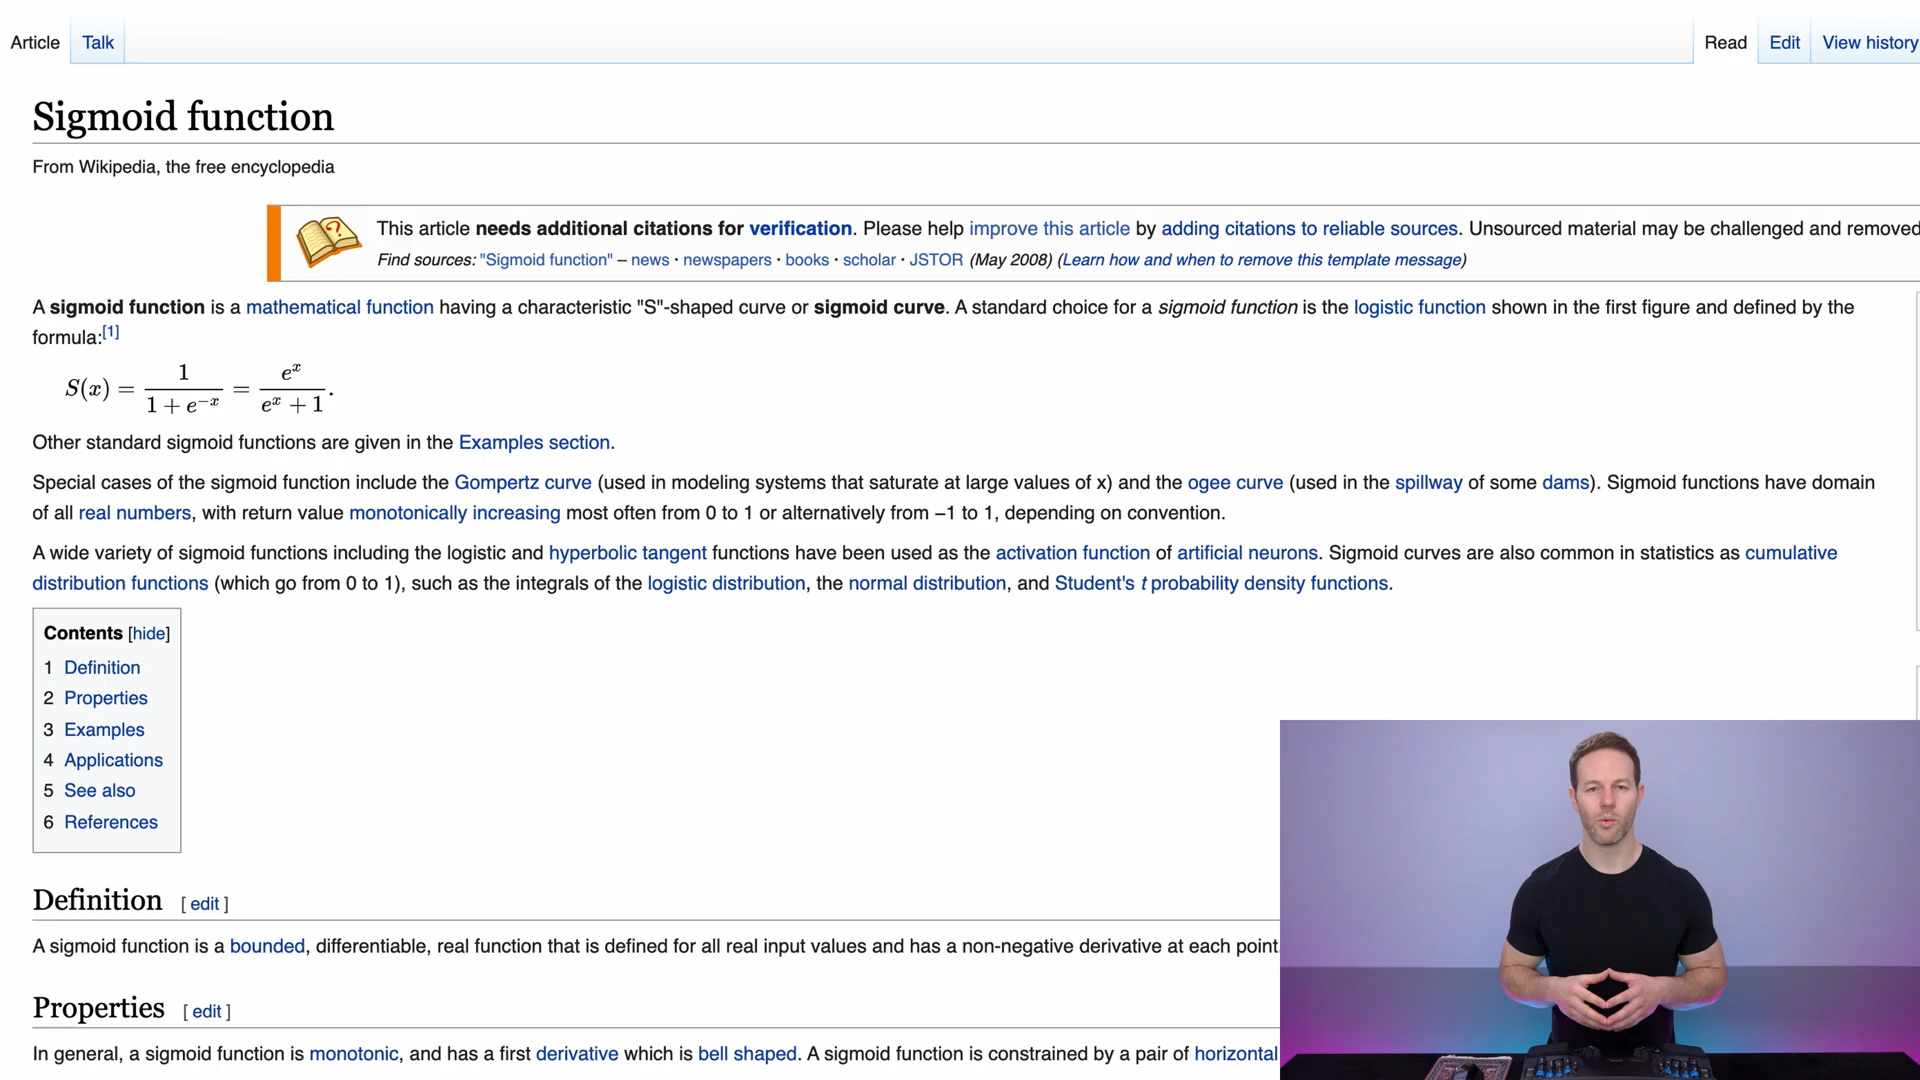 Article Talk Read Edit View history
Sigmoid function
From Wikipedia, the free encyclopedia
This article needs additional citations for verification. Please help improve this article by adding citations to reliable sources. Unsourced material may be challenged and removed
Find sources: "Sigmoid function" – news · newspapers · books · scholar · JSTOR (May 2008) (Learn how and when to remove this template message)
A sigmoid function is a mathematical function having a characteristic "S"-shaped curve or sigmoid curve. A standard choice for a sigmoid function is the logistic function shown in the first figure and defined by the
formula:[1]
S(x) = 1 / (1 + e^{−x}) = e^x / (e^x + 1).
Other standard sigmoid functions are given in the Examples section.
Special cases of the sigmoid function include the Gompertz curve (used in modeling systems that saturate at large values of x) and the ogee curve (used in the spillway of some dams). Sigmoid functions have domain
of all real numbers, with return value monotonically increasing most often from 0 to 1 or alternatively from −1 to 1, depending on convention.
A wide variety of sigmoid functions including the logistic and hyperbolic tangent functions have been used as the activation function of artificial neurons. Sigmoid curves are also common in statistics as cumulative
distribution functions (which go from 0 to 1), such as the integrals of the logistic distribution, the normal distribution, and Student's t probability density functions.
Contents [hide]
1 Definition
2 Properties
3 Examples
4 Applications
5 See also
6 References
Definition [ edit ]
A sigmoid function is a bounded, differentiable, real function that is defined for all real input values and has a non-negative derivative at each point.
Properties [ edit ]
In general, a sigmoid function is monotonic, and has a first derivative which is bell shaped. A sigmoid function is constrained by a pair of horizontal